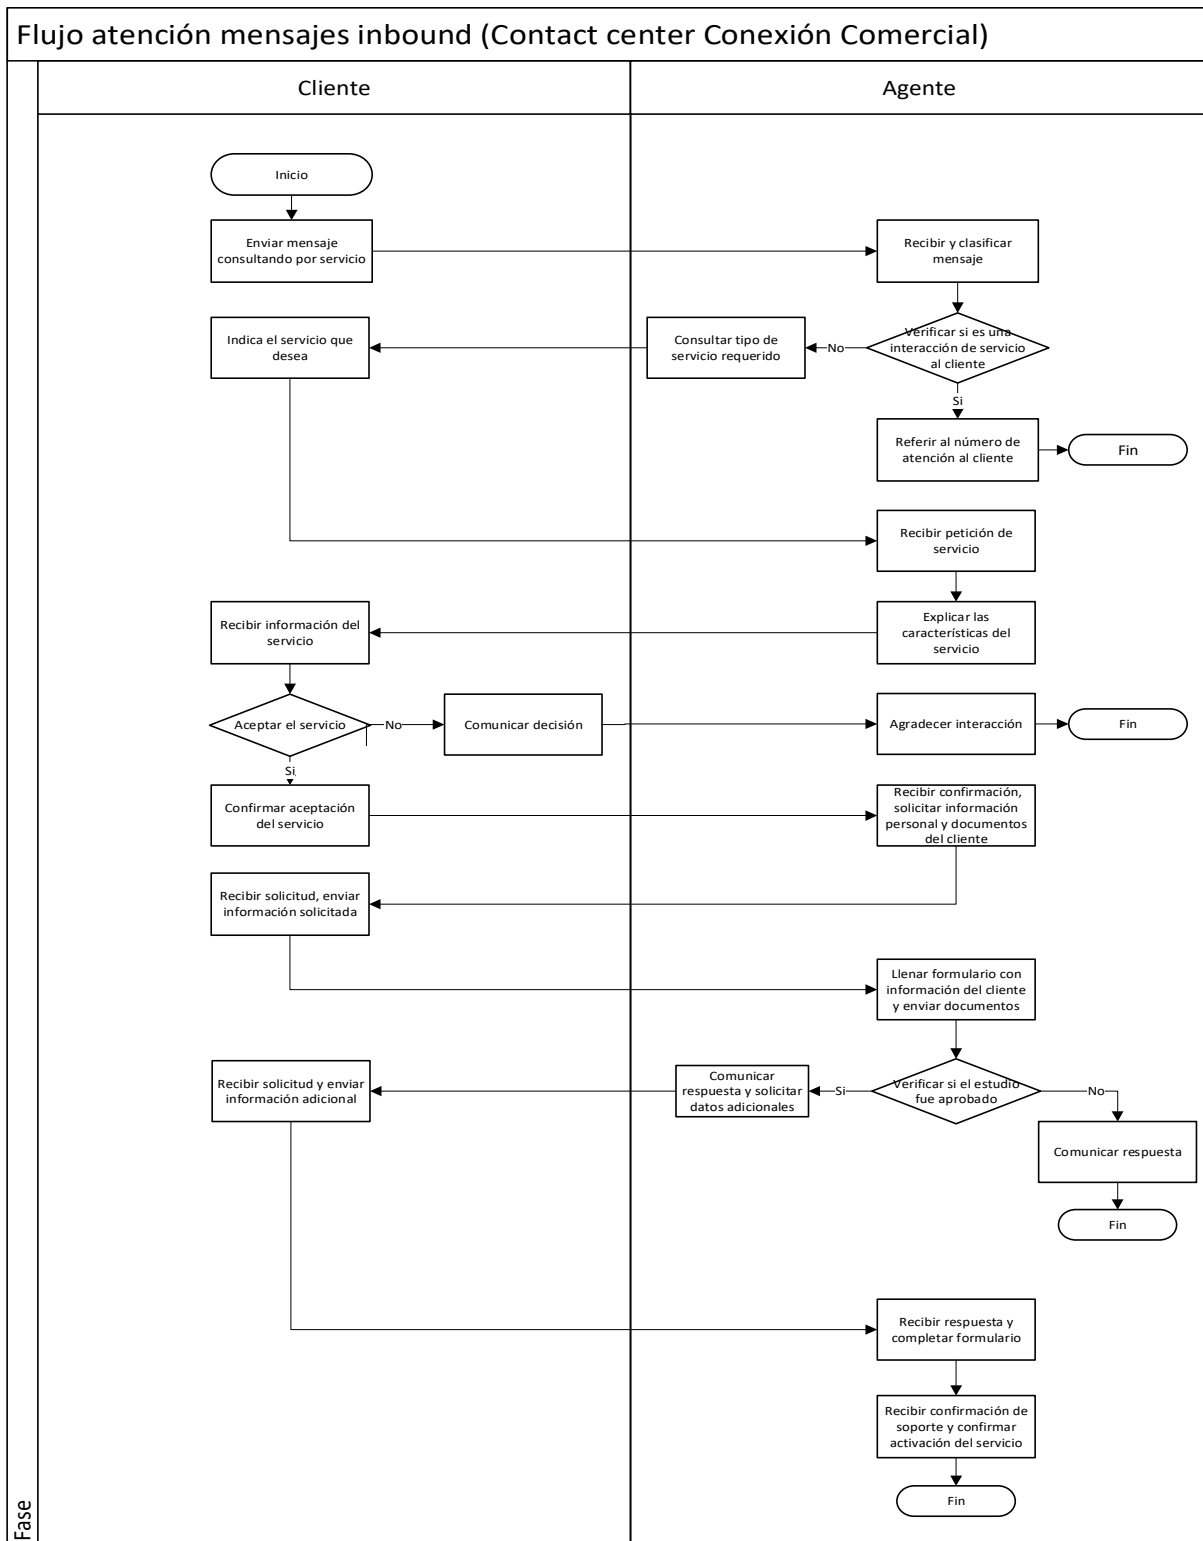 Flujo atención mensajes inbound (Contact center Conexión Comercial)
Cliente
Agente
Inicio
Enviar mensaje
consultando por servicio
Recibir y clasificar
mensaje
Indica el servicio que
desea
Consultar tipo de
servicio requerido
No
Verificar si es una
interacción de servicio
al cliente
Si
Referir al número de
atención al cliente
Fin
Recibir petición de
servicio
Recibir información del
servicio
Explicar las
características del
servicio
Aceptar el servicio
No
Comunicar decisión
Agradecer interacción
Fin
Si
Confirmar aceptación
del servicio
Recibir confirmación,
solicitar información
personal y documentos
del cliente
Recibir solicitud, enviar
información solicitada
Llenar formulario con
información del cliente
y enviar documentos
Recibir solicitud y enviar
información adicional
Comunicar
respuesta y solicitar
datos adicionales
Si
Verificar si el estudio
fue aprobado
No
Comunicar respuesta
Fin
Recibir respuesta y
completar formulario
Recibir confirmación de
soporte y confirmar
activación del servicio
Fin
Fase